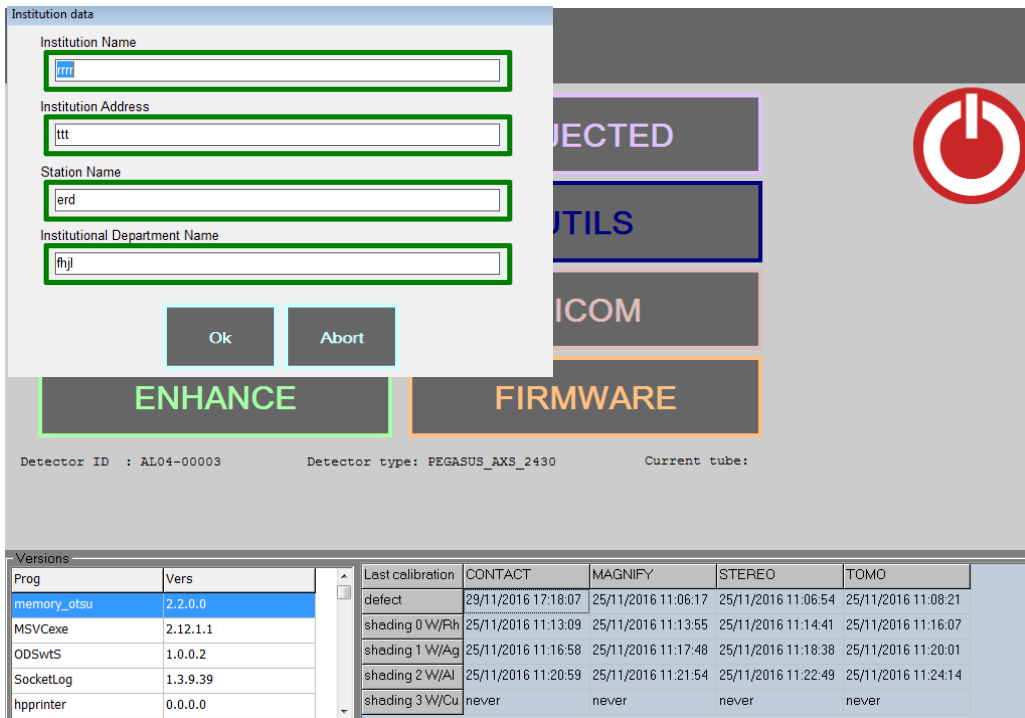 Institution data
Institution Name
rrrr
Institution Address
ttt
Station Name
erd
Institutional Department Name
fhjl
Ok Abort
JECTED
UTILS
ICOM
ENHANCE FIRMWARE
Detector ID : AL04-00003 Detector type: PEGASUS_AXS_2430 Current tube:
Versions
Prog Vers
memory_otsu 2.2.0.0
MSVCexe 2.12.1.1
ODSwtS 1.0.0.2
SocketLog 1.3.9.39
hpprinter 0.0.0.0
Last calibration CONTACT MAGNIFY STEREO TOMO
defect 29/11/2016 17:18:07 25/11/2016 11:06:17 25/11/2016 11:06:54 25/11/2016 11:08:21
shading 0 W/Rh 25/11/2016 11:13:09 25/11/2016 11:13:55 25/11/2016 11:14:41 25/11/2016 11:16:07
shading 1 W/Ag 25/11/2016 11:16:58 25/11/2016 11:17:48 25/11/2016 11:18:38 25/11/2016 11:20:01
shading 2 W/Al 25/11/2016 11:20:59 25/11/2016 11:21:54 25/11/2016 11:22:49 25/11/2016 11:24:14
shading 3 W/Cu never never never never